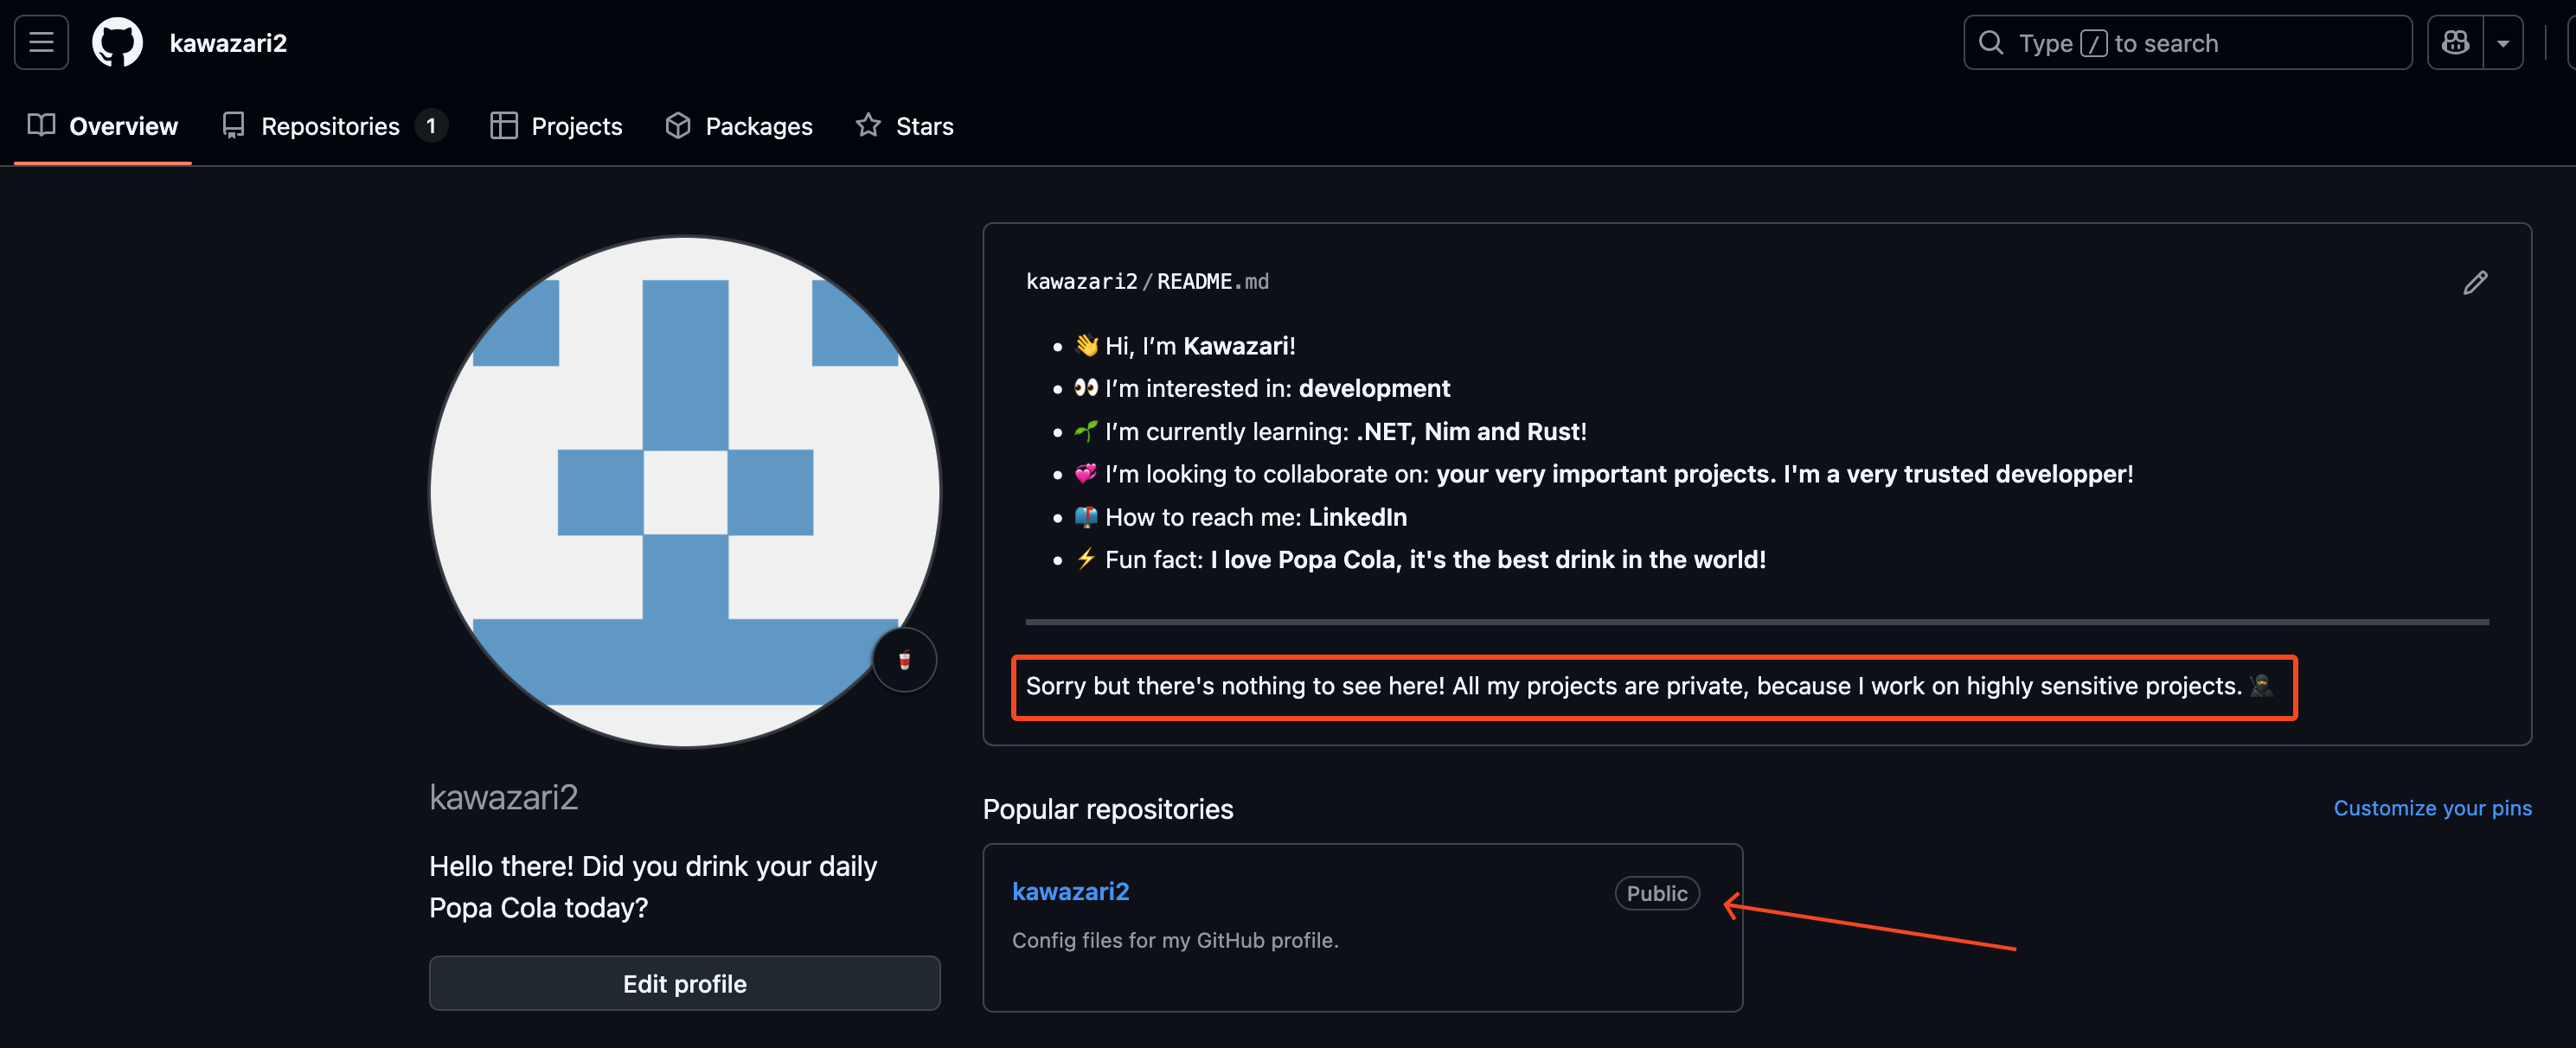 kawazari2
Type / to search
Overview
Repositories 1
Projects
Packages
Stars
kawazari2/README.md
👋 Hi, I’m Kawazari!
👀 I’m interested in: development
🌱 I’m currently learning: .NET, Nim and Rust!
💞 I’m looking to collaborate on: your very important projects. I'm a very trusted developper!
📫 How to reach me: LinkedIn
⚡ Fun fact: I love Popa Cola, it's the best drink in the world!
Sorry but there's nothing to see here! All my projects are private, because I work on highly sensitive projects. 🥷
kawazari2
Hello there! Did you drink your daily
Popa Cola today?
Edit profile
Popular repositories
Customize your pins
kawazari2
Public
Config files for my GitHub profile.